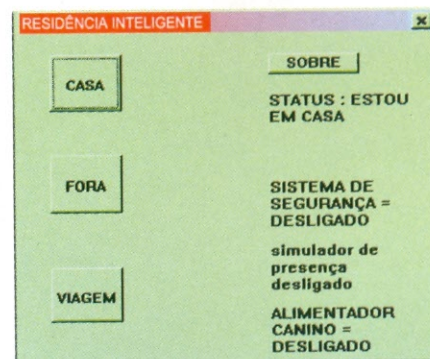 RESIDÊNCIA INTELIGENTE
CASA
FORA
VIAGEM
SOBRE
STATUS : ESTOU
EM CASA
SISTEMA DE
SEGURANÇA =
DESLIGADO
simulador de
presença
desligado
ALIMENTADOR
CANINO =
DESLIGADO